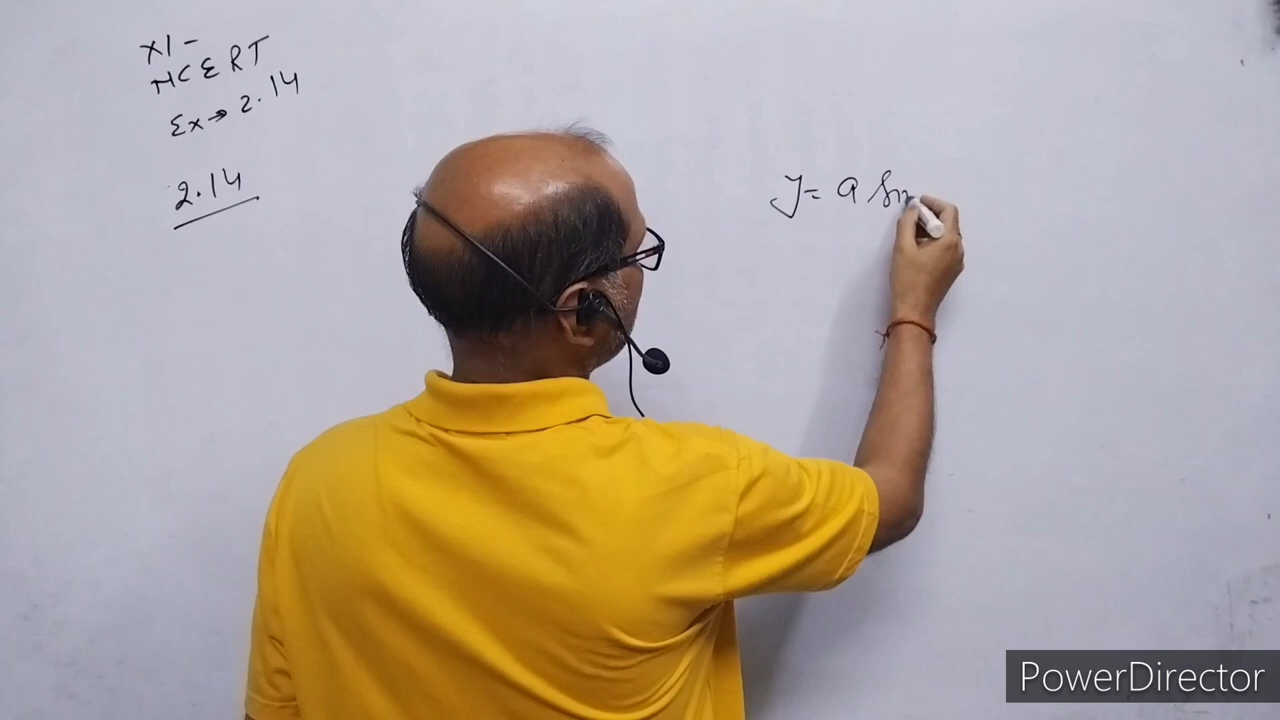 XI -
NCERT
Ex → 2.14
2.14
y = a Sin
PowerDirector